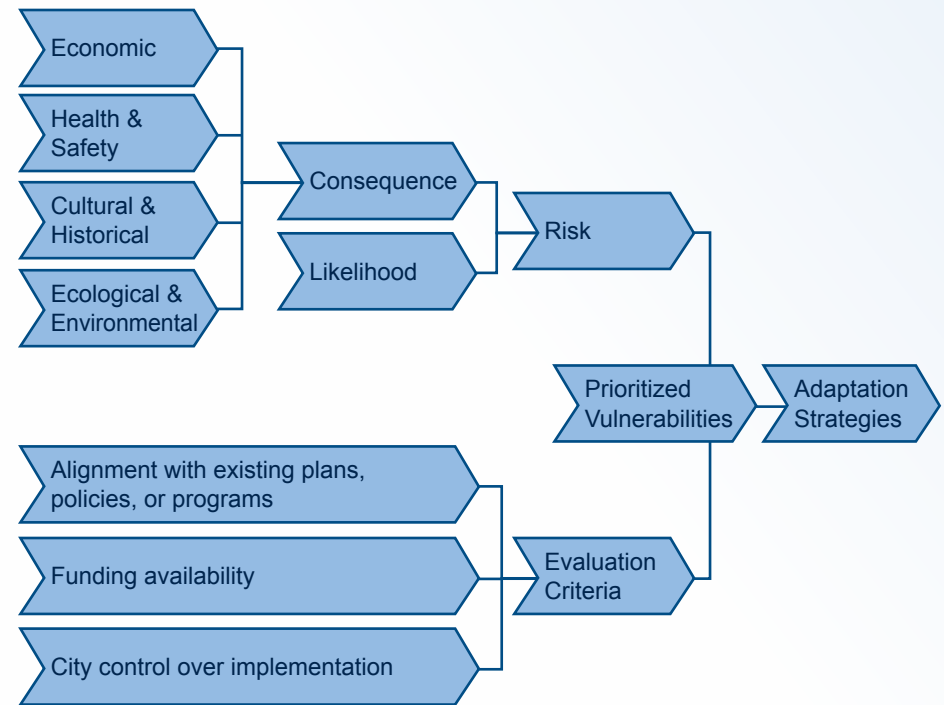 Economic
Health &
Safety
Cultural &
Historical
Ecological &
Environmental
Consequence
Likelihood
Risk
Prioritized
Vulnerabilities
Adaptation
Strategies
Alignment with existing plans,
policies, or programs
Funding availability
City control over implementation
Evaluation
Criteria